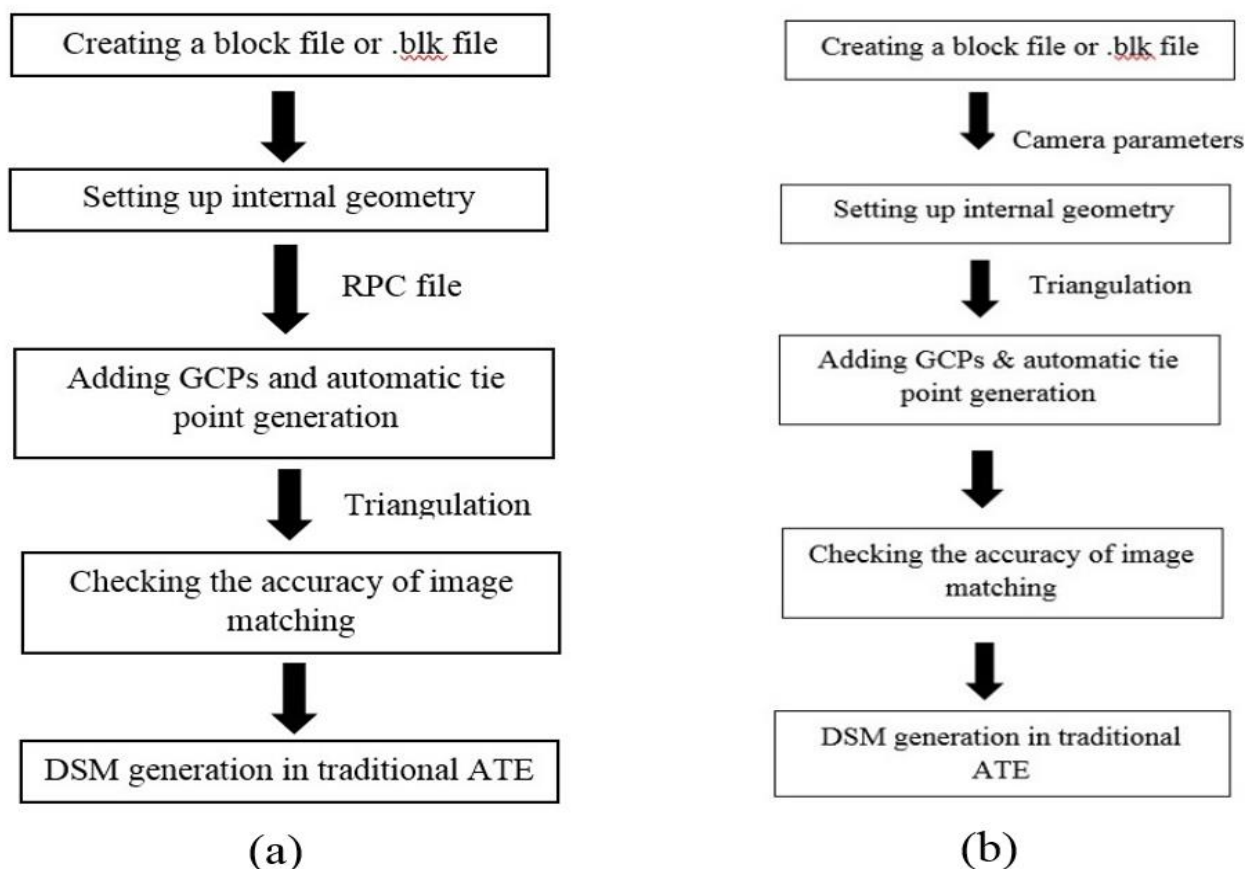 Creating a block file or .blk file
Setting up internal geometry
RPC file
Adding GCPs and automatic tie
point generation
Triangulation
Checking the accuracy of image
matching
DSM generation in traditional ATE
(a)
Creating a block file or .blk file
Camera parameters
Setting up internal geometry
Triangulation
Adding GCPs & automatic tie
point generation
Checking the accuracy of image
matching
DSM generation in traditional
ATE
(b)